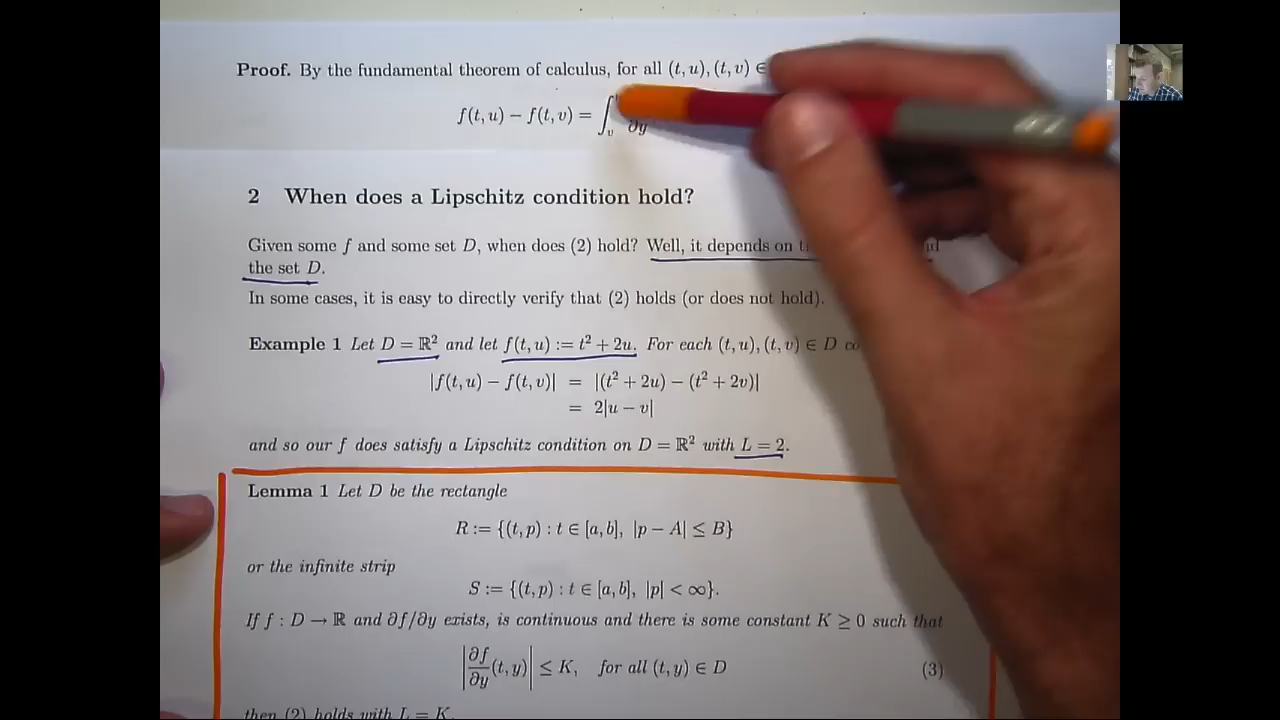 Proof. By the fundamental theorem of calculus, for all (t, u), (t, v) ∈
f(t, u) − f(t, v) = ∫_v ∂y
2 When does a Lipschitz condition hold?
Given some f and some set D, when does (2) hold? Well, it depends on
the set D.
In some cases, it is easy to directly verify that (2) holds (or does not hold).
Example 1 Let D = ℝ² and let f(t, u) := t² + 2u. For each (t, u), (t, v) ∈ D
|f(t, u) − f(t, v)| = |(t² + 2u) − (t² + 2v)|
= 2|u − v|
and so our f does satisfy a Lipschitz condition on D = ℝ² with L = 2.
Lemma 1 Let D be the rectangle
R := {(t, p) : t ∈ [a, b], |p − A| ≤ B}
or the infinite strip
S := {(t, p) : t ∈ [a, b], |p| < ∞}.
If f : D → ℝ and ∂f/∂y exists, is continuous and there is some constant K ≥ 0 such that
|∂f/∂y (t, y)| ≤ K, for all (t, y) ∈ D (3)
then (2) holds with L = K.